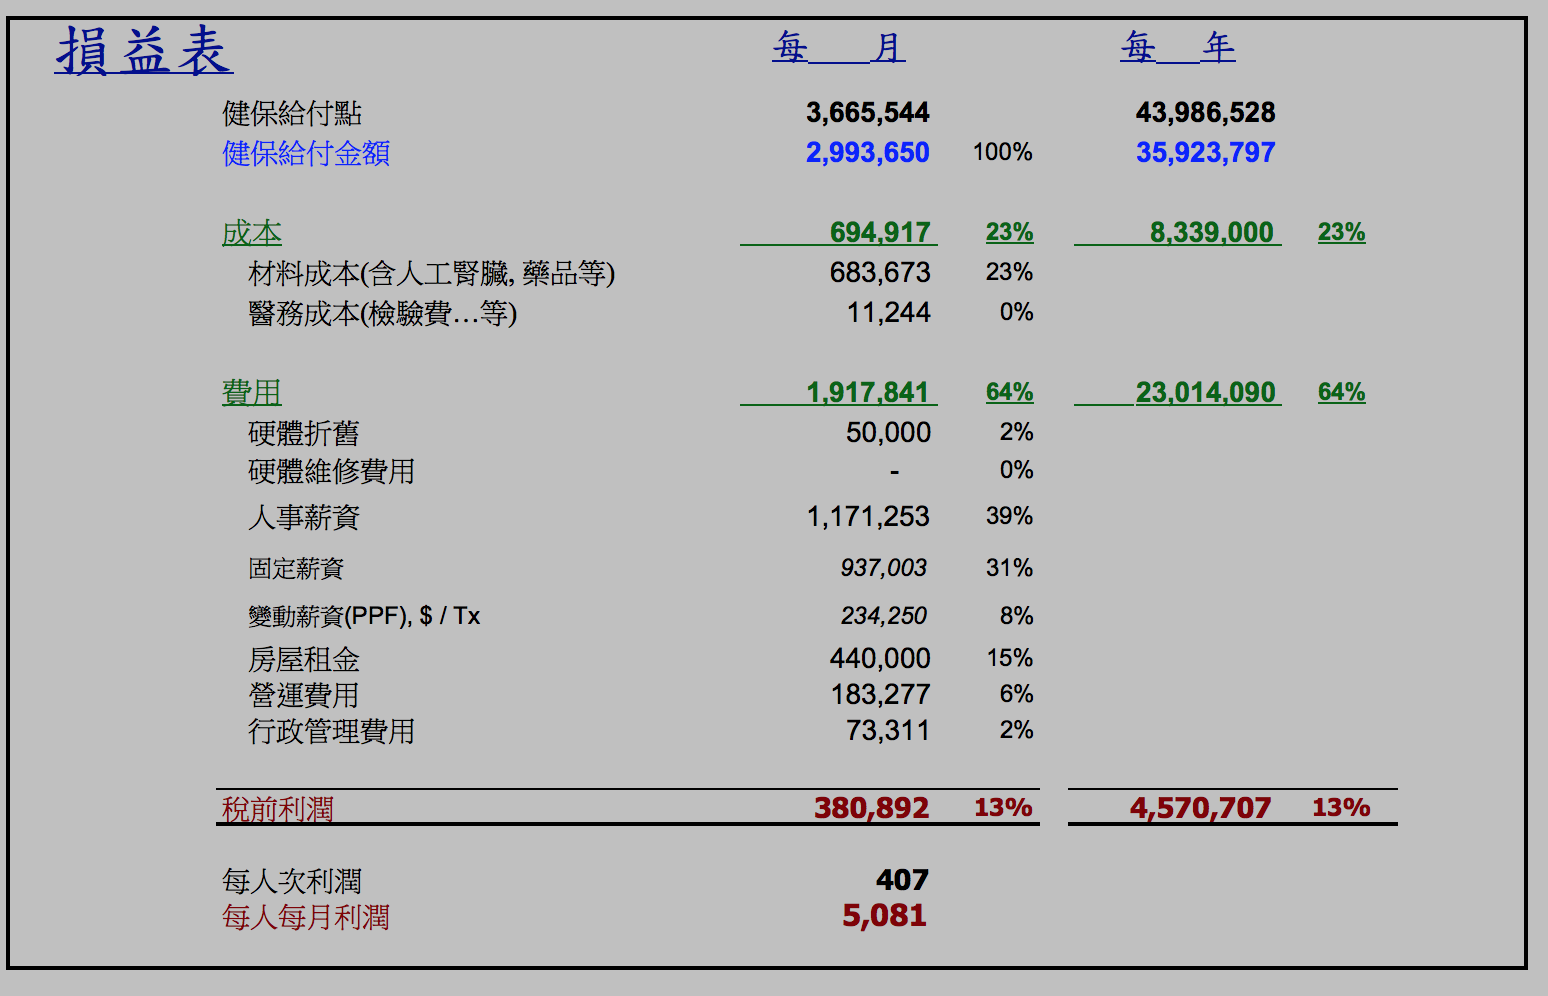 損益表 每 月 每 年
健保給付點 3,665,544 43,986,528
健保給付金額 2,993,650 100% 35,923,797
成本 694,917 23% 8,339,000 23%
材料成本(含人工腎臟, 藥品等) 683,673 23%
醫務成本(檢驗費…等) 11,244 0%
費用 1,917,841 64% 23,014,090 64%
硬體折舊 50,000 2%
硬體維修費用 - 0%
人事薪資 1,171,253 39%
固定薪資 937,003 31%
變動薪資(PPF), $ / Tx 234,250 8%
房屋租金 440,000 15%
營運費用 183,277 6%
行政管理費用 73,311 2%
稅前利潤 380,892 13% 4,570,707 13%
每人次利潤 407
每人每月利潤 5,081